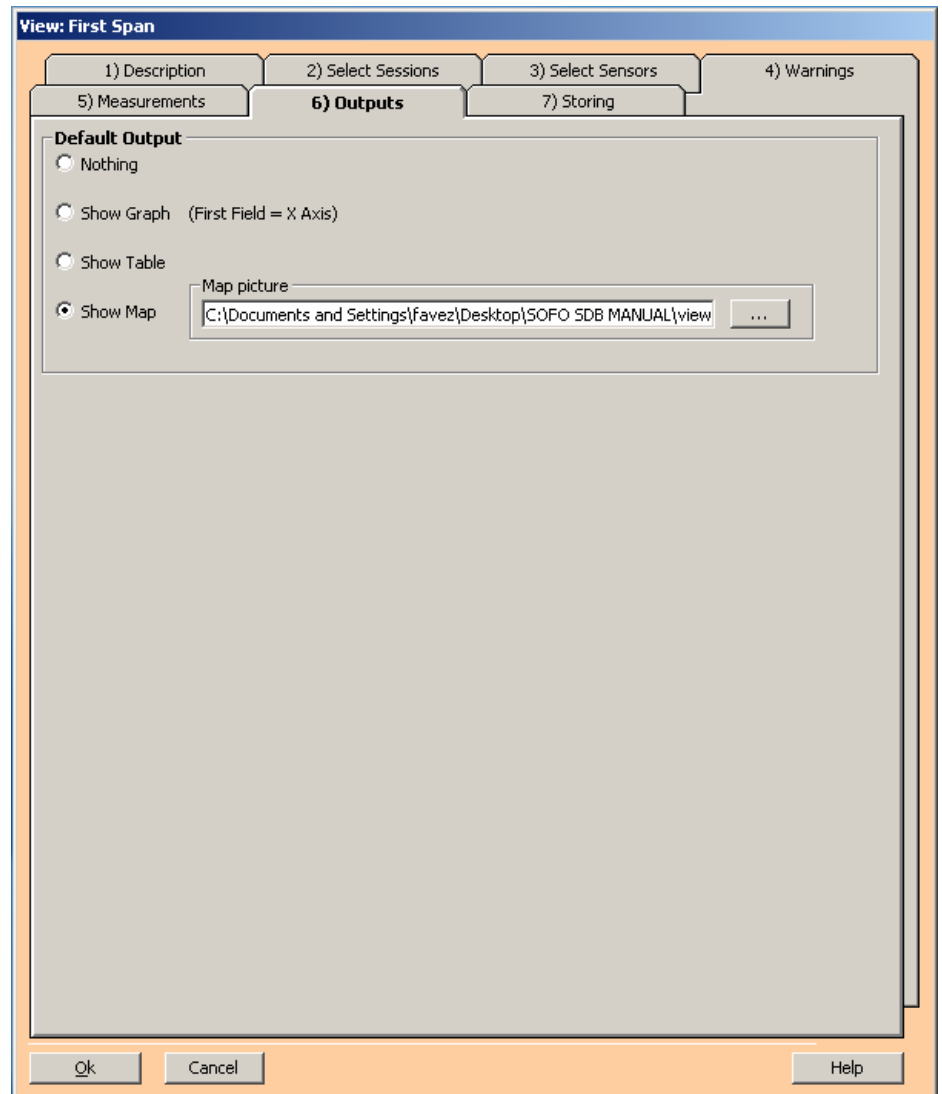 View: First Span
1) Description
2) Select Sessions
3) Select Sensors
4) Warnings
5) Measurements
6) Outputs
7) Storing
Default Output
Nothing
Show Graph (First Field = X Axis)
Show Table
Map picture
Show Map
C:\Documents and Settings\favez\Desktop\SOFO SDB MANUAL\view
...
Ok
Cancel
Help